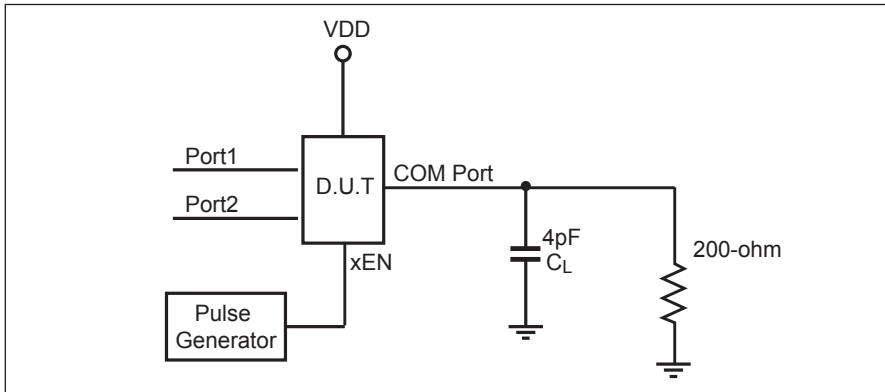 VDD
Port1
D.U.T
COM Port
Port2
4pF
200-ohm
xEN
CL
Pulse
Generator